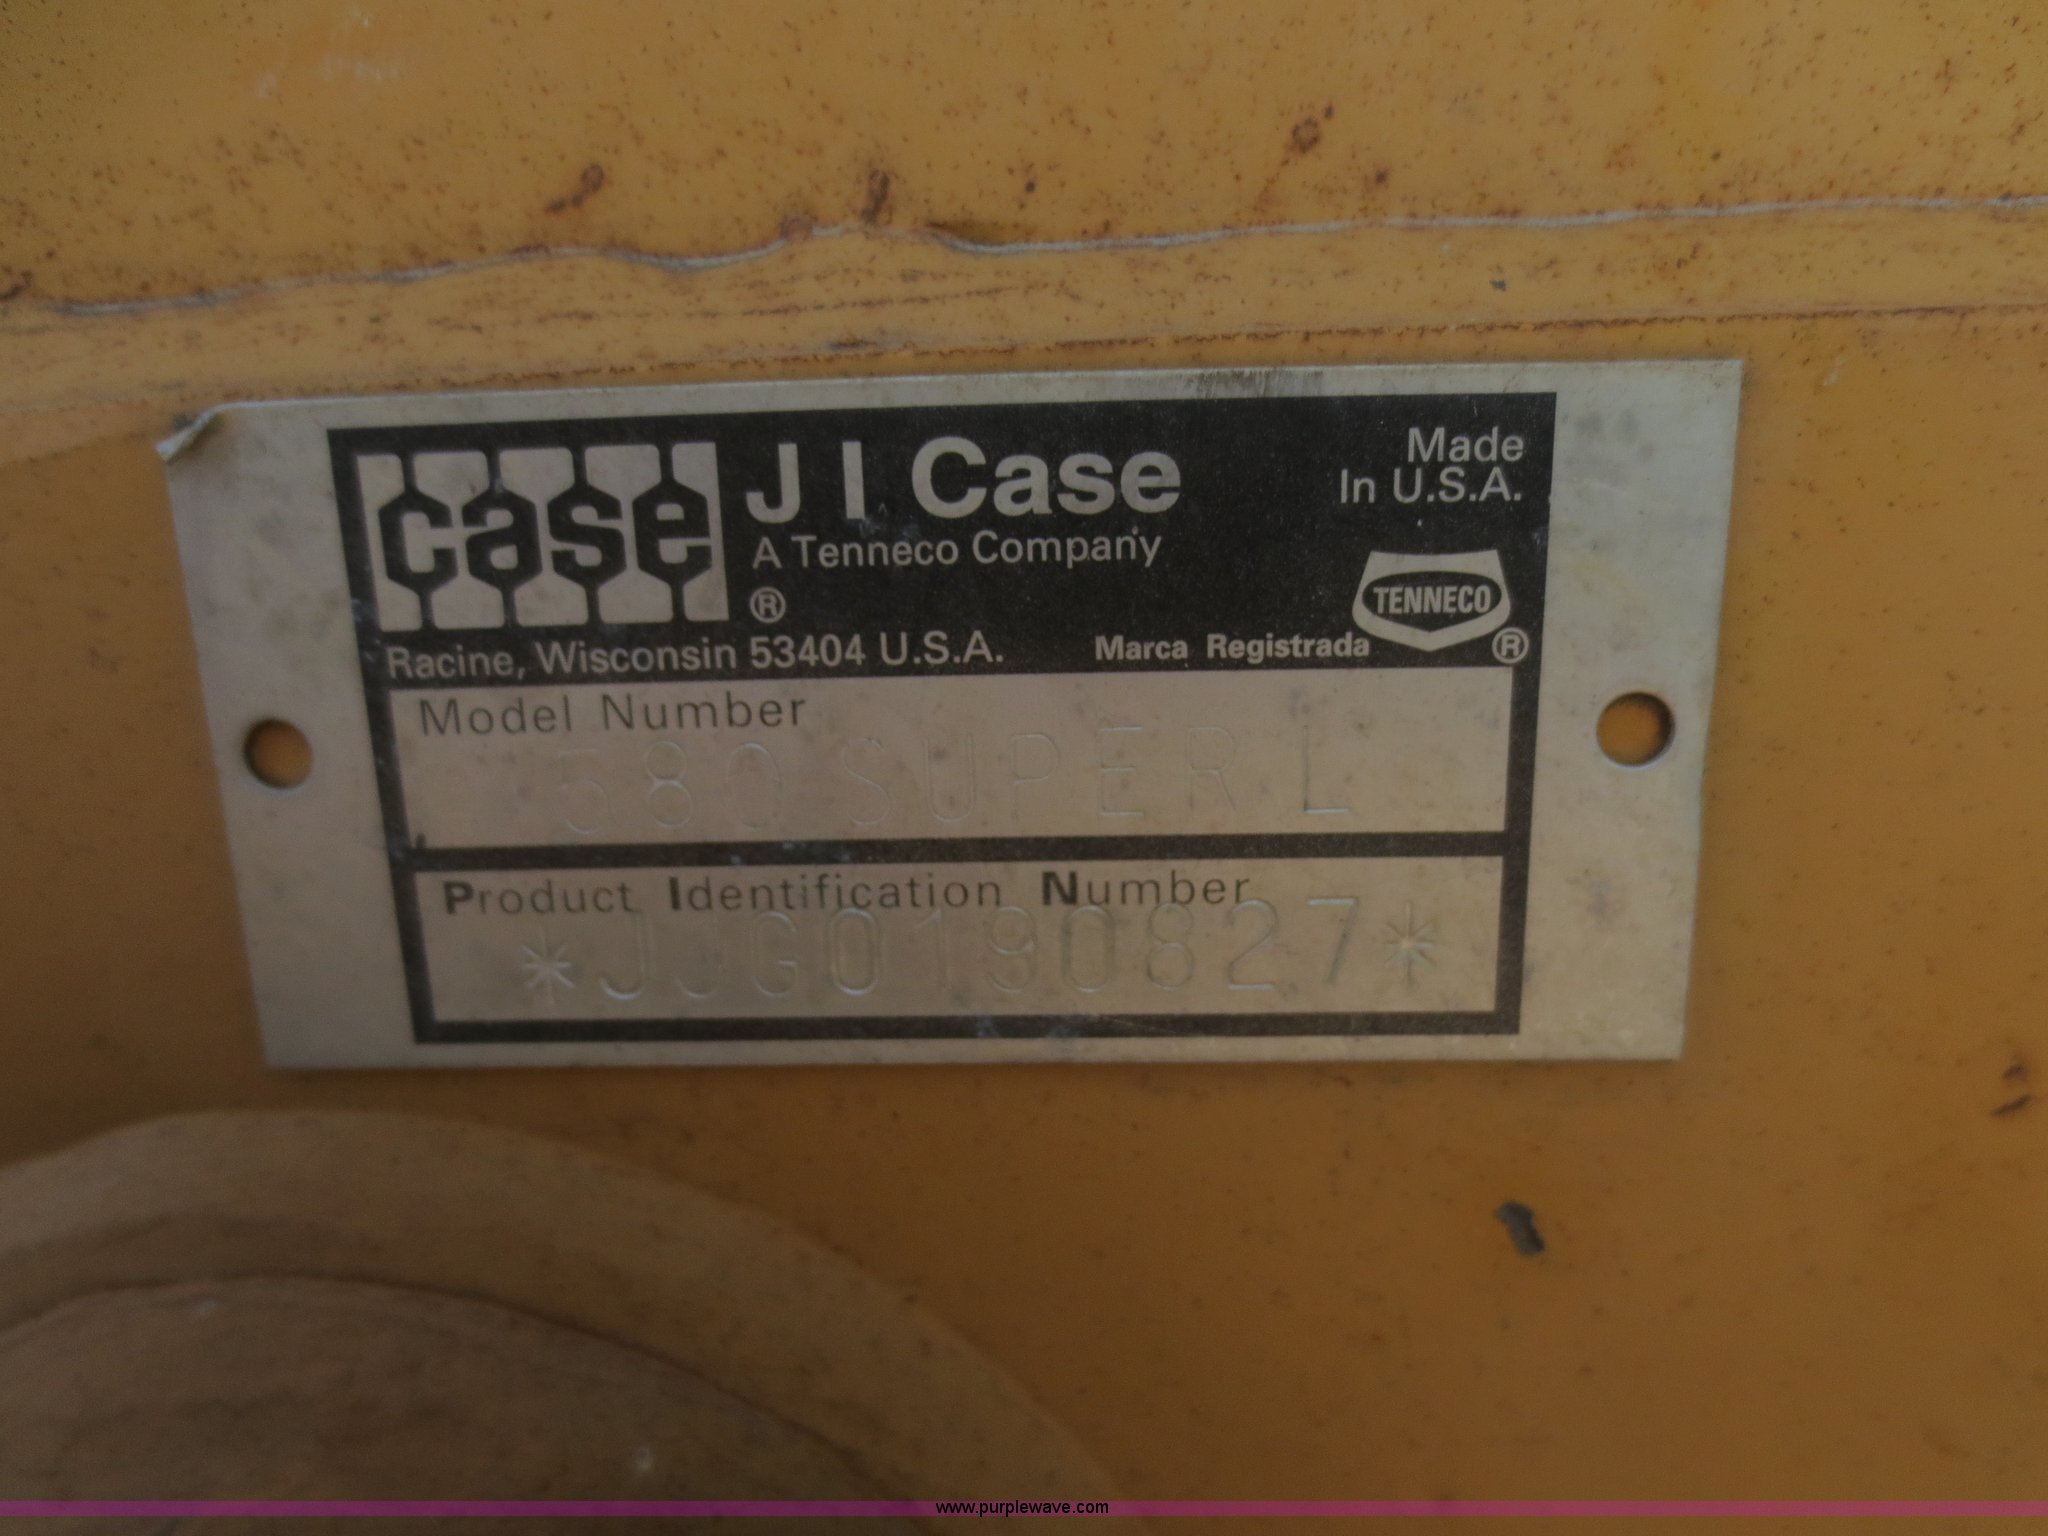 case
J I Case
A Tenneco Company
®
Made
In U.S.A.
TENNECO
®
Racine, Wisconsin 53404 U.S.A.
Marca Registrada
Model Number
580 SUPER L
Product Identification Number
*JJG0190827*
www.purplewave.com